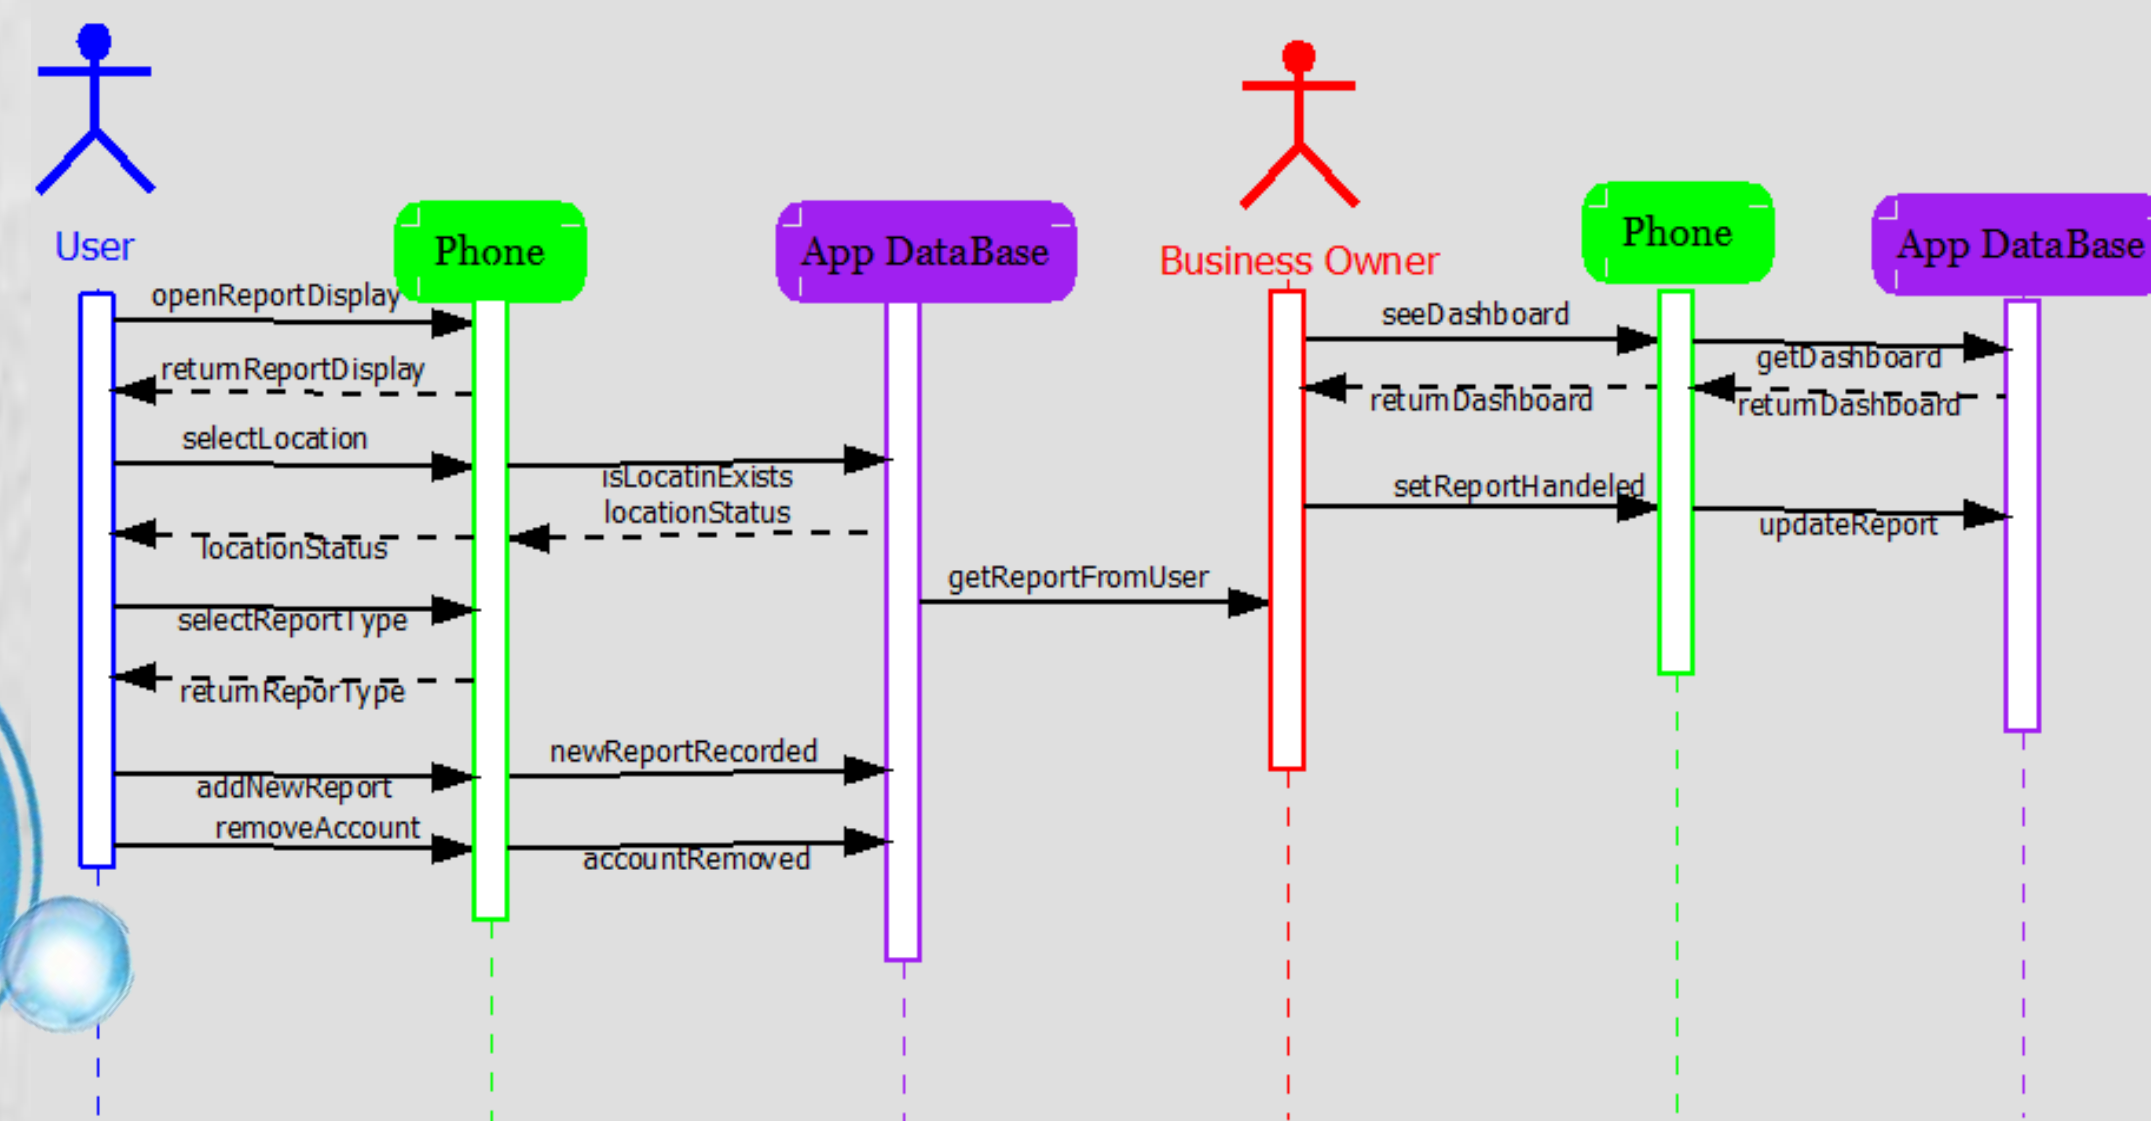 User
Phone
App DataBase
Business Owner
Phone
App DataBase
openReportDisplay
returnReportDisplay
selectLocation
isLocatinExists
locationStatus
locationStatus
selectReportType
returnReporType
newReportRecorded
addNewReport
removeAccount
accountRemoved
getReportFromUser
seeDashboard
getDashboard
returnDashboard
returnDashboard
setReportHandeled
updateReport